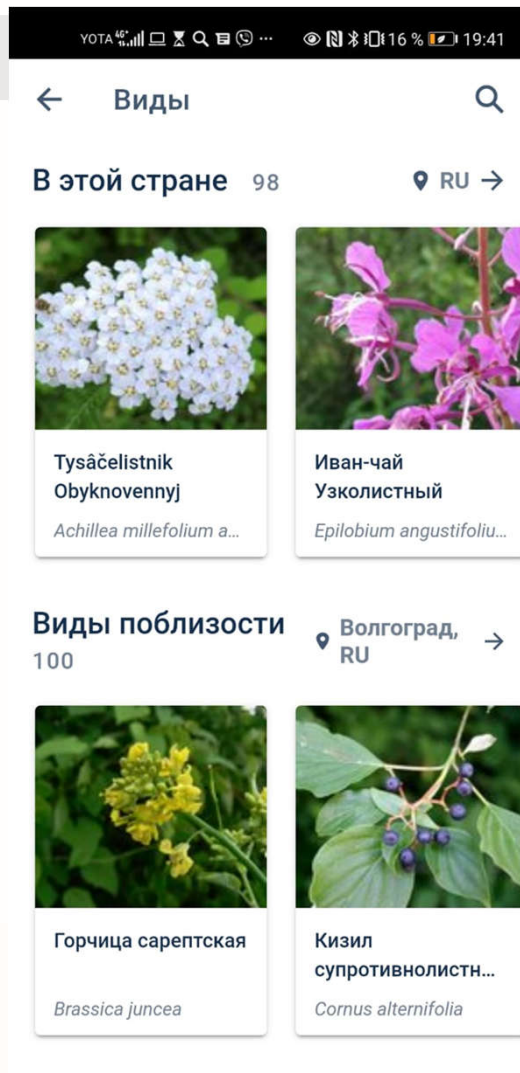 YOTA 4G+ 16 % 19:41
Виды
В этой стране 98 RU
Tysâčelistnik
Obyknovennyj
Achillea millefolium a...
Иван-чай
Узколистный
Epilobium angustifoliu...
Виды поблизости
100
Волгоград,
RU
Горчица сарептская
Brassica juncea
Кизил
супротивнолистн...
Cornus alternifolia